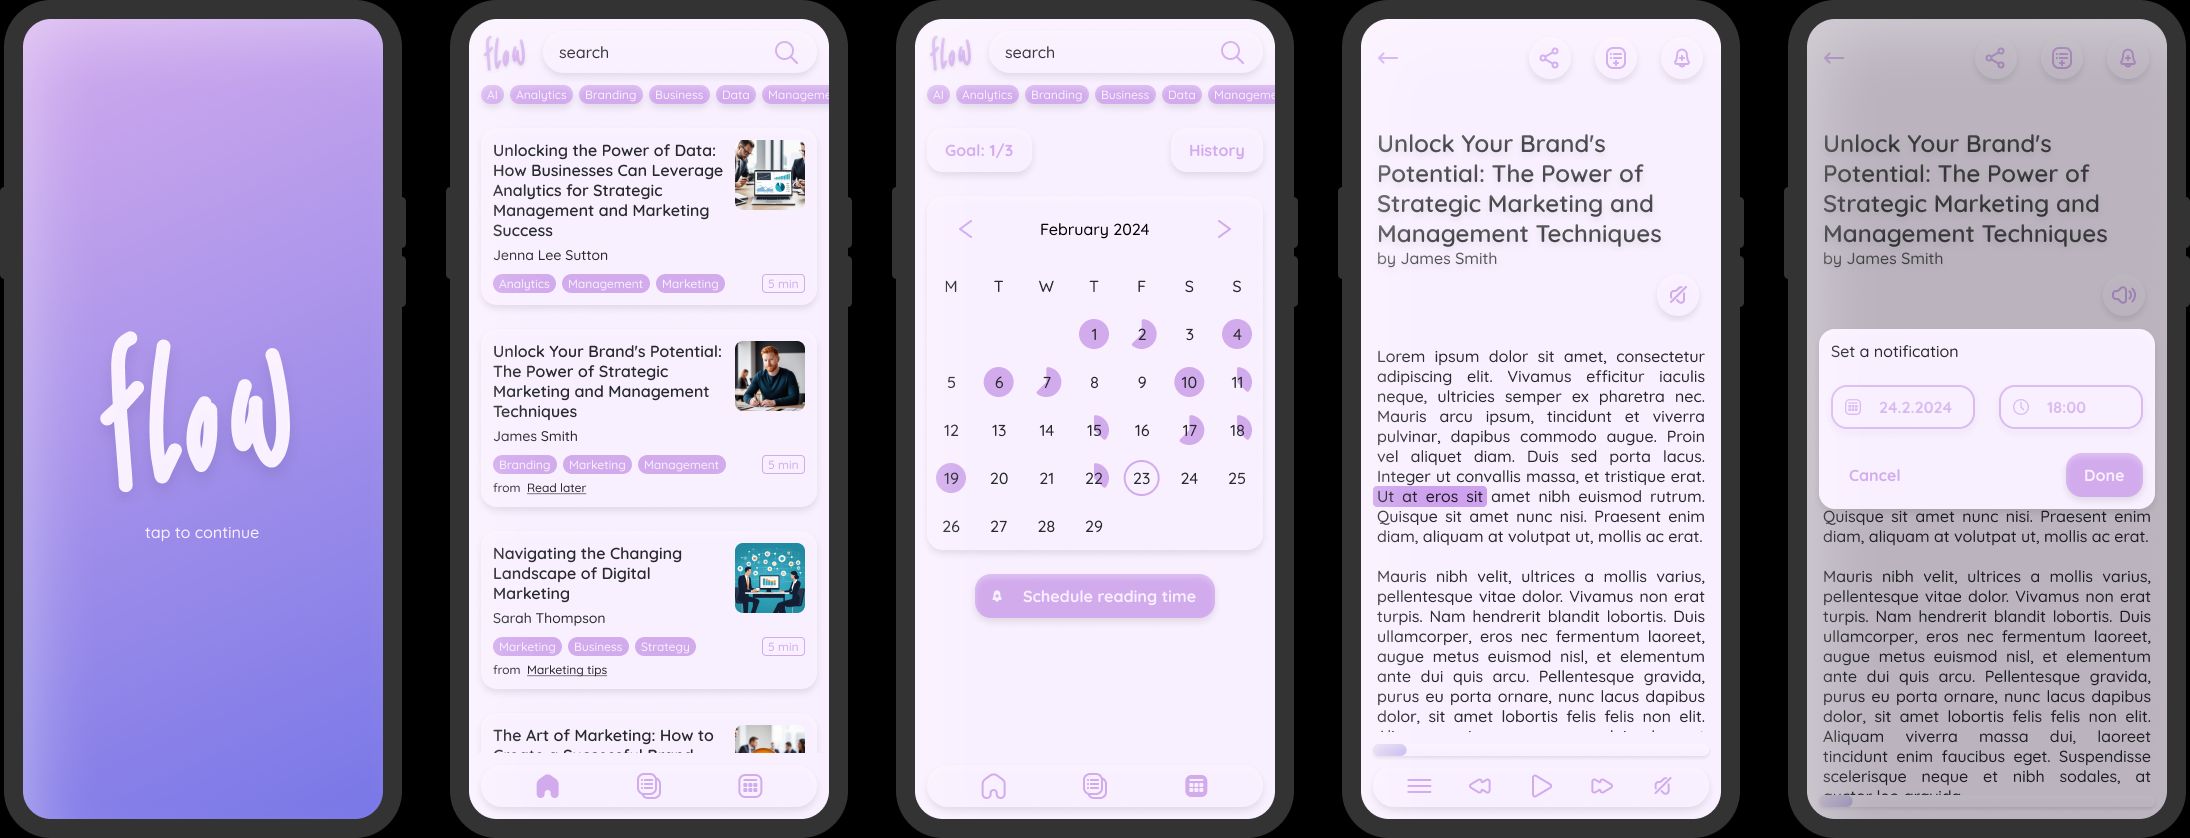 flow
tap to continue
flow
search
AI Analytics Branding Business Data Manageme
Unlocking the Power of Data:
How Businesses Can Leverage
Analytics for Strategic
Management and Marketing
Success
Jenna Lee Sutton
Analytics Management Marketing 5 min
Unlock Your Brand's Potential:
The Power of Strategic
Marketing and Management
Techniques
James Smith
Branding Marketing Management 5 min
from Read later
Navigating the Changing
Landscape of Digital
Marketing
Sarah Thompson
Marketing Business Strategy 5 min
from Marketing tips
The Art of Marketing: How to
Create a Successful Brand
flow
search
AI Analytics Branding Business Data Manageme
Goal: 1/3 History
February 2024
M T W T F S S
1 2 3 4
5 6 7 8 9 10 11
12 13 14 15 16 17 18
19 20 21 22 23 24 25
26 27 28 29
Schedule reading time
Unlock Your Brand's
Potential: The Power of
Strategic Marketing and
Management Techniques
by James Smith
Lorem ipsum dolor sit amet, consectetur
adipiscing elit. Vivamus efficitur iaculis
neque, ultricies semper ex pharetra nec.
Mauris arcu ipsum, tincidunt et viverra
pulvinar, dapibus commodo augue. Proin
vel aliquet diam. Duis sed porta lacus.
Integer ut convallis massa, et tristique erat.
Ut at eros sit amet nibh euismod rutrum.
Quisque sit amet nunc nisi. Praesent enim
diam, aliquam at volutpat ut, mollis ac erat.
Mauris nibh velit, ultrices a mollis varius,
pellentesque vitae dolor. Vivamus non erat
turpis. Nam hendrerit blandit lobortis. Duis
ullamcorper, eros nec fermentum laoreet,
augue metus euismod nisl, et elementum
ante dui quis arcu. Pellentesque gravida,
purus eu porta ornare, nunc lacus dapibus
dolor, sit amet lobortis felis felis non elit.
Unlock Your Brand's
Potential: The Power of
Strategic Marketing and
Management Techniques
by James Smith
Set a notification
24.2.2024 18:00
Cancel Done
Quisque sit amet nunc nisi. Praesent enim
diam, aliquam at volutpat ut, mollis ac erat.
Mauris nibh velit, ultrices a mollis varius,
pellentesque vitae dolor. Vivamus non erat
turpis. Nam hendrerit blandit lobortis. Duis
ullamcorper, eros nec fermentum laoreet,
augue metus euismod nisl, et elementum
ante dui quis arcu. Pellentesque gravida,
purus eu porta ornare, nunc lacus dapibus
dolor, sit amet lobortis felis felis non elit.
Aliquam viverra massa dui, laoreet
tincidunt enim faucibus eget. Suspendisse
scelerisque neque et nibh sodales, at